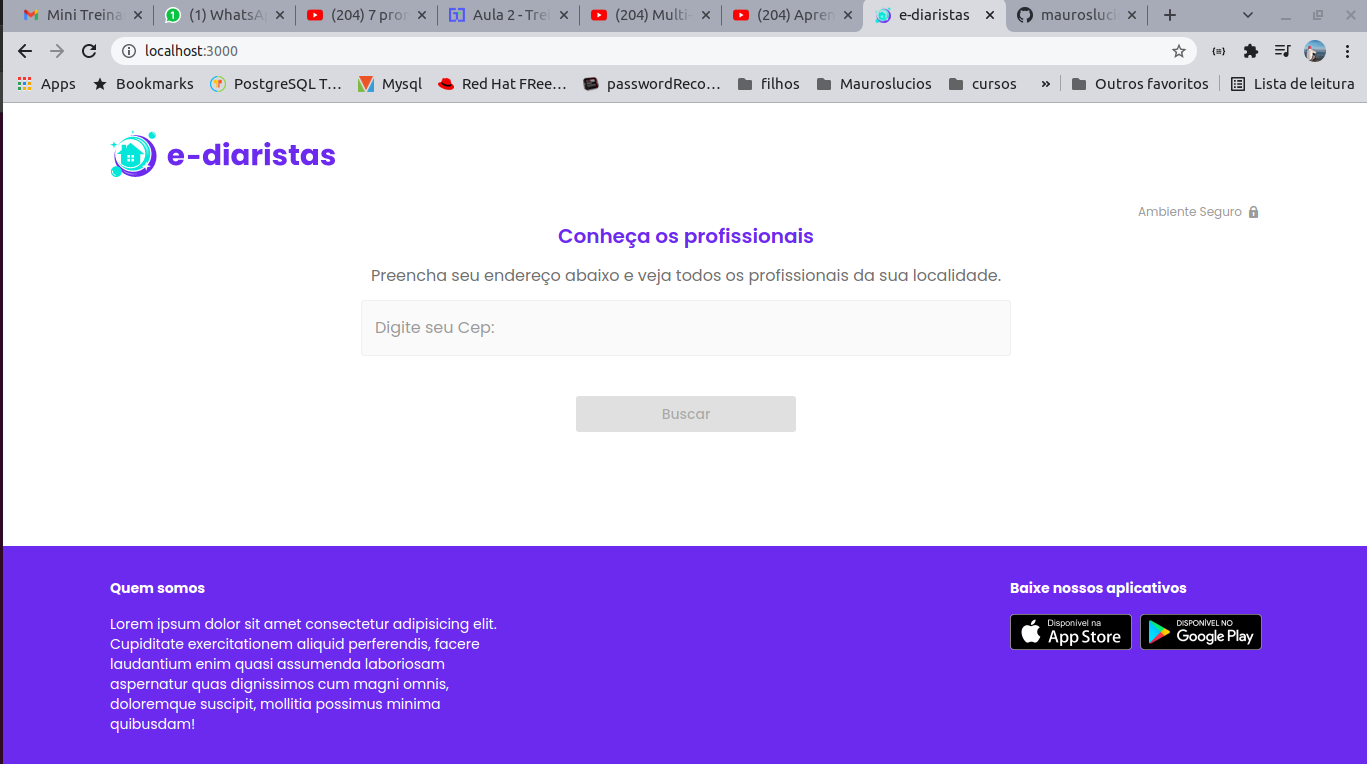 Mini Treina
(1) WhatsA
(204) 7 pro
Aula 2 - Trei
(204) Multi-
(204) Apren
e-diaristas
mauroslucio
localhost:3000
Apps
Bookmarks
PostgreSQL T…
Mysql
Red Hat FRee…
passwordReco…
filhos
Mauroslucios
cursos
»
Outros favoritos
Lista de leitura
e-diaristas
Ambiente Seguro
Conheça os profissionais
Preencha seu endereço abaixo e veja todos os profissionais da sua localidade.
Digite seu Cep:
Buscar
Quem somos
Lorem ipsum dolor sit amet consectetur adipisicing elit.
Cupiditate exercitationem aliquid perferendis, facere
laudantium enim quasi assumenda laboriosam
aspernatur quas dignissimos cum magni omnis,
doloremque suscipit, mollitia possimus minima
quibusdam!
Baixe nossos aplicativos
Disponível na
App Store
DISPONÍVEL NO
Google Play